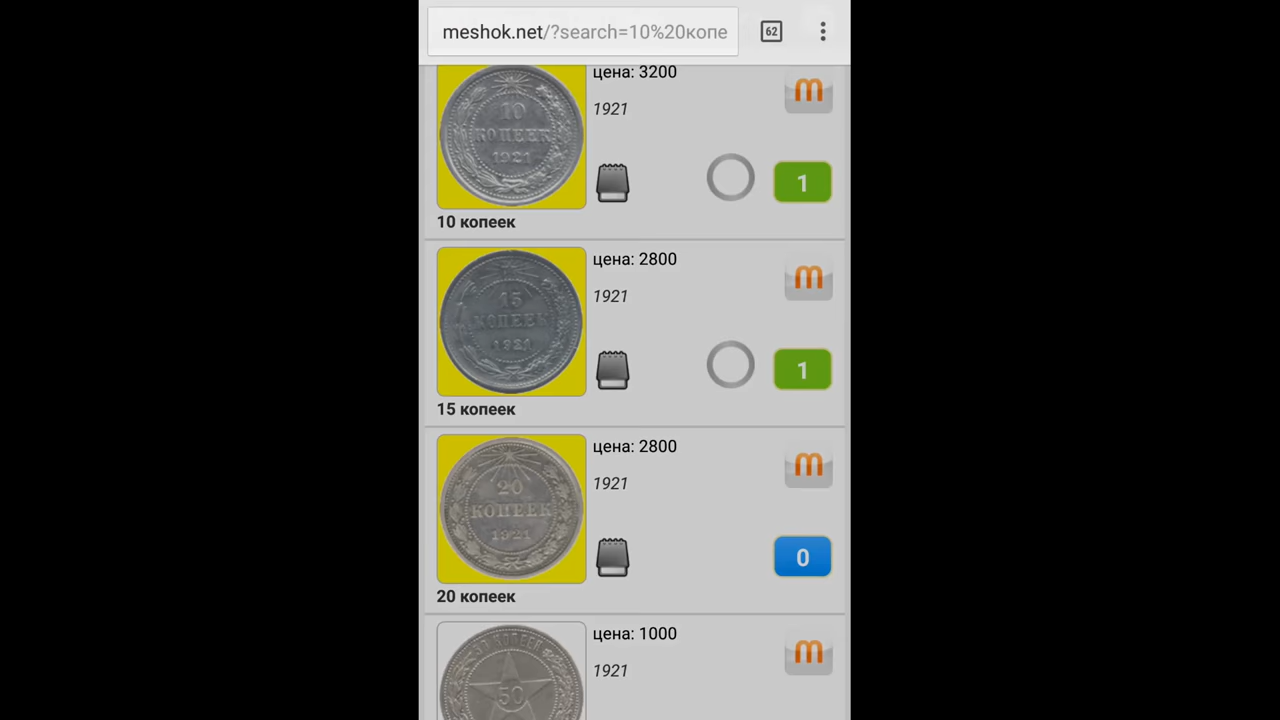 meshok.net/?search=10%20копе
62
цена: 3200
m
1921
10
КОПЕЕК
1921
1
10 копеек
цена: 2800
m
1921
15
КОПЕЕК
1921
1
15 копеек
цена: 2800
m
1921
20
КОПЕЕК
1921
0
20 копеек
цена: 1000
m
1921
КОПЕЕК
50